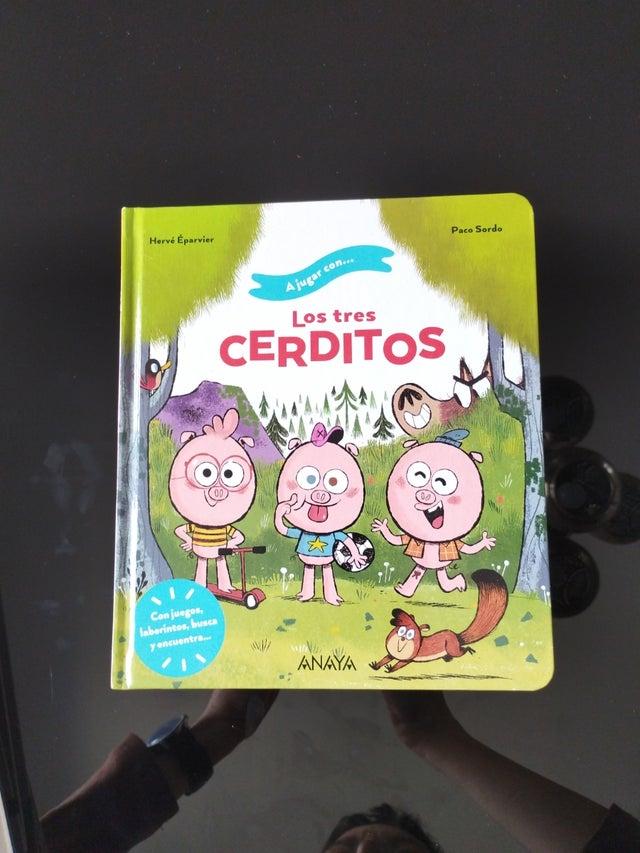 Hervé Éparvier
Paco Sordo
A jugar con...
Los tres
CERDITOS
Con juegos,
laberintos, busca
y encuentra...
ANAYA